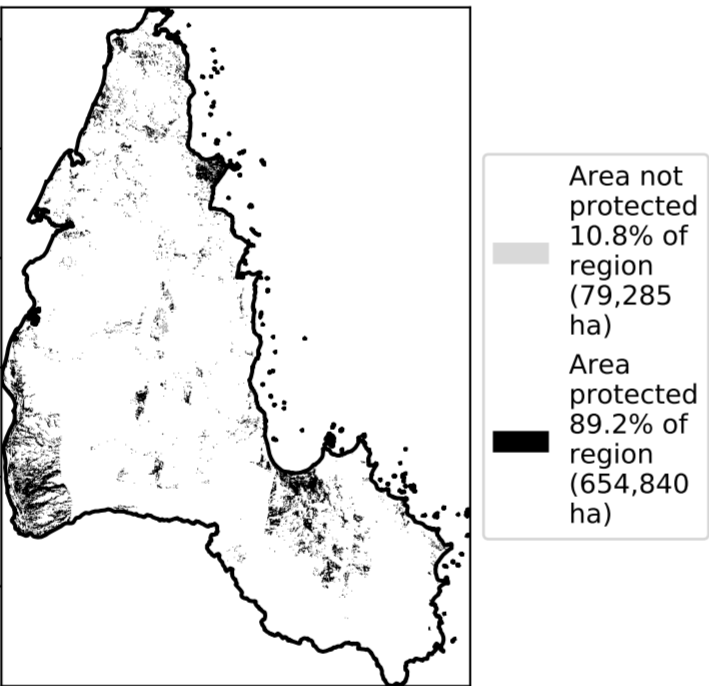 Area not
protected
10.8% of
region
(79,285
ha)
Area
protected
89.2% of
region
(654,840
ha)